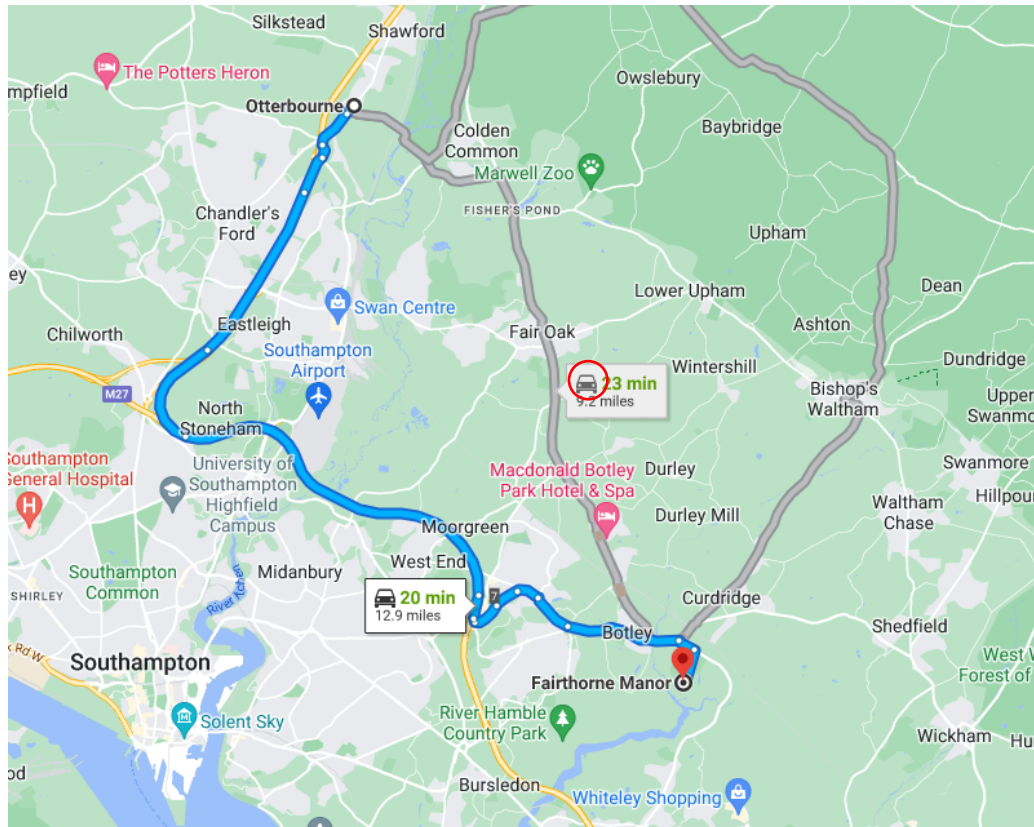 Silkstead
Shawford
The Potters Heron
mpfield
Owslebury
Otterbourne
Baybridge
Colden
Common
Marwell Zoo
FISHER'S POND
Chandler's
Ford
Upham
ey
Dean
Lower Upham
Swan Centre
Eastleigh
Fair Oak
Ashton
Chilworth
Southampton
Airport
Wintershill
Dundridge
M27
23 min
9.2 miles
Bishop's
Waltham
Upper
Swanmo
North
Stoneham
Southampton
General Hospital
University of
Southampton
Highfield
Campus
Macdonald Botley
Park Hotel & Spa
Durley
Swanmore
Hillpou
Waltham
Chase
Durley Mill
Moorgreen
West End
Southampton
Common
Midanbury
SHIRLEY
River Itchen
20 min
12.9 miles
7
Curdridge
Botley
Shedfield
rk Rd W
Southampton
West W
Forest of
Fairthorne Manor
Solent Sky
River Hamble
Country Park
Wickham
Hu
od
Bursledon
Whiteley Shopping